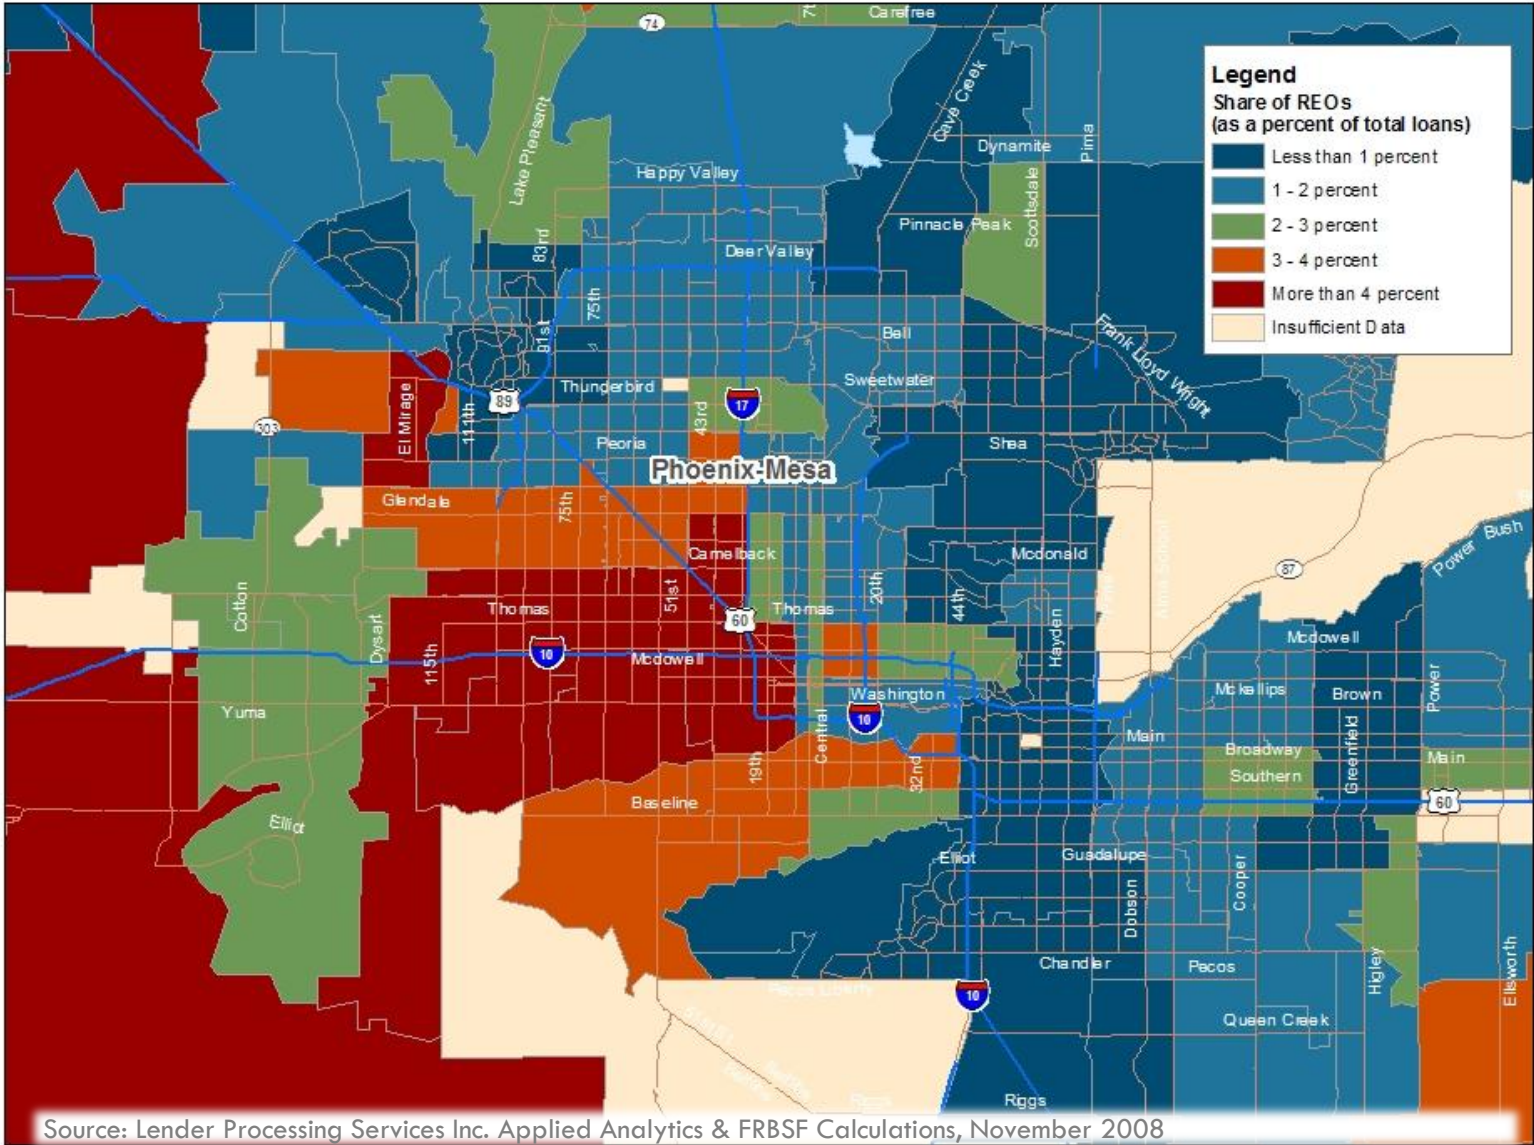 74
7t
Carefree
Legend
Share of REOs
(as a percent of total loans)
Less than 1 percent
1 - 2 percent
2 - 3 percent
3 - 4 percent
More than 4 percent
Insufficient Data
Lake Pleasant
Cave Creek
Dynamite
Pima
Happy Valley
Scottsdale
Pinnacle Peak
83rd
Deer Valley
75th
91st
Bell
Frank Lloyd Wright
Thunderbird
Sweetwater
89
17
El Mirage
111th
43rd
303
Peoria
Shea
Phoenix-Mesa
Glendale
75th
Camelback
Mcdonald
Power Bush
87
Cotton
Thomas
51st
Thomas
20th
44th
Hayden
60
Dysart
115th
10
Mcdowell
Mcdowell
Yuma
Washington
Mckellips
Brown
Power
10
Central
Main
Broadway
Greenfield
Main
19th
32nd
Southern
Baseline
60
Elliot
Elliot
Guadalupe
Cooper
Dobson
Chandler
Pecos
Higley
Ellsworth
10
Queen Creek
Riggs
Riggs
Source: Lender Processing Services Inc. Applied Analytics & FRBSF Calculations, November 2008